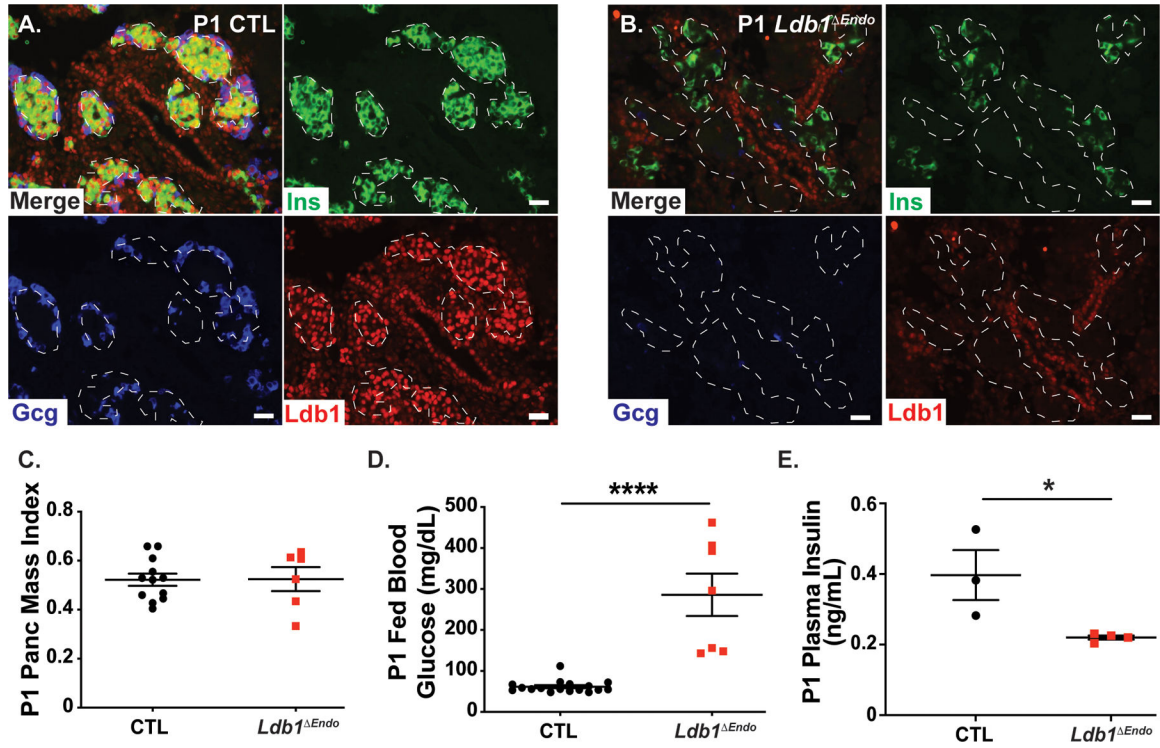 A. P1 CTL
Merge
Ins
Gcg
Ldb1
B. P1 Ldb1ΔEndo
Merge
Ins
Gcg
Ldb1
C.
P1 Panc Mass Index
0.8
0.6
0.4
0.2
0.0
CTL
Ldb1ΔEndo
D.
P1 Fed Blood
Glucose (mg/dL)
500
400
300
200
100
0
****
CTL
Ldb1ΔEndo
E.
P1 Plasma Insulin
(ng/mL)
0.6
0.4
0.2
0.0
*
CTL
Ldb1ΔEndo